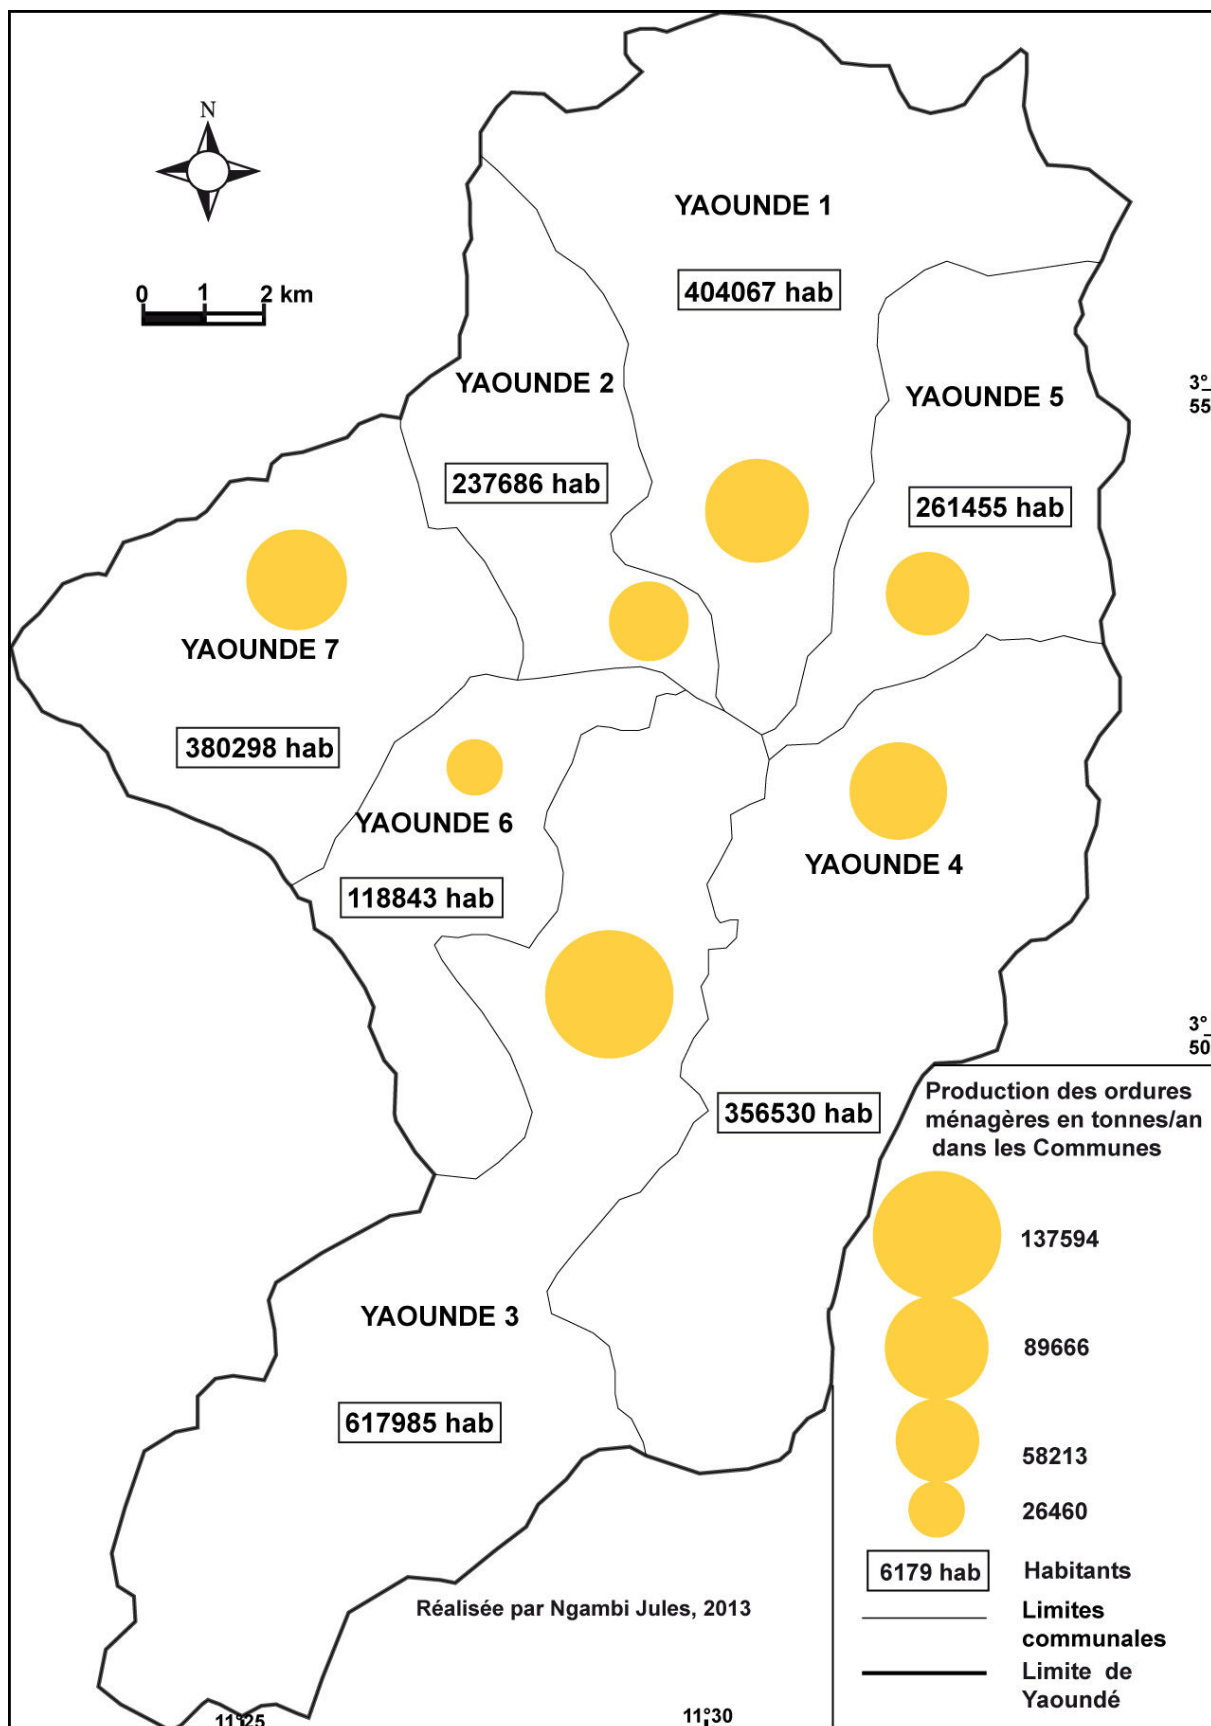 N
0 1 2 km
YAOUNDE 1
404067 hab
YAOUNDE 2
237686 hab
YAOUNDE 5
261455 hab
3°
55
YAOUNDE 7
380298 hab
YAOUNDE 6
118843 hab
YAOUNDE 4
356530 hab
3°
50
YAOUNDE 3
617985 hab
Production des ordures
ménagères en tonnes/an
dans les Communes
137594
89666
58213
26460
6179 hab Habitants
Limites
communales
Limite de
Yaoundé
Réalisée par Ngambi Jules, 2013
11°25
11°30